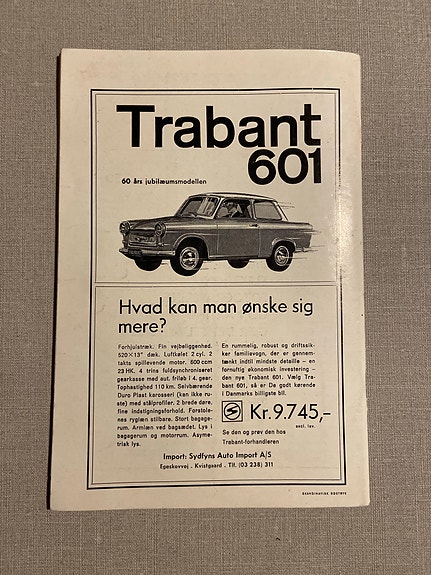 Trabant
601
60 års jubilæumsmodellen
Hvad kan man ønske sig
mere?
Forhjulstræk. Fin vejbeliggenhed.
520×13" dæk. Luftkølet 2 cyl. 2
takts spillevende motor. 600 ccm
23 HK. 4 trins fuldsynchroniseret
gearkasse med aut. friløb i 4. gear.
Tophastighed 110 km. Selvbærende
Duro Plast karosseri (kan ikke ru-
ste) med stålprofiler. 2 brede døre,
fine indstigningsforhold. Forstole-
nes ryglæn stilbare. Stort bagage-
rum. Armlæn ved bagsædet. Lys i
bagagerum og motorrum. Asyme-
trisk lys.
En rummelig, robust og driftssik-
ker familievogn, der er gennem-
tænkt indtil mindste detaille – en
fornuftig økonomisk investering –
den nye Trabant 601. Vælg Tra-
bant 601, så er De godt kørende
i Danmarks billigste bil.
Kr. 9.745,-
excl. lev.
Se den og prøv den hos
Trabant-forhandleren
Import: Sydfyns Auto Import A/S
Egeskovvej . Kvistgaard . Tlf. (03 238) 311
SKANDINAVISK BOGTRYK